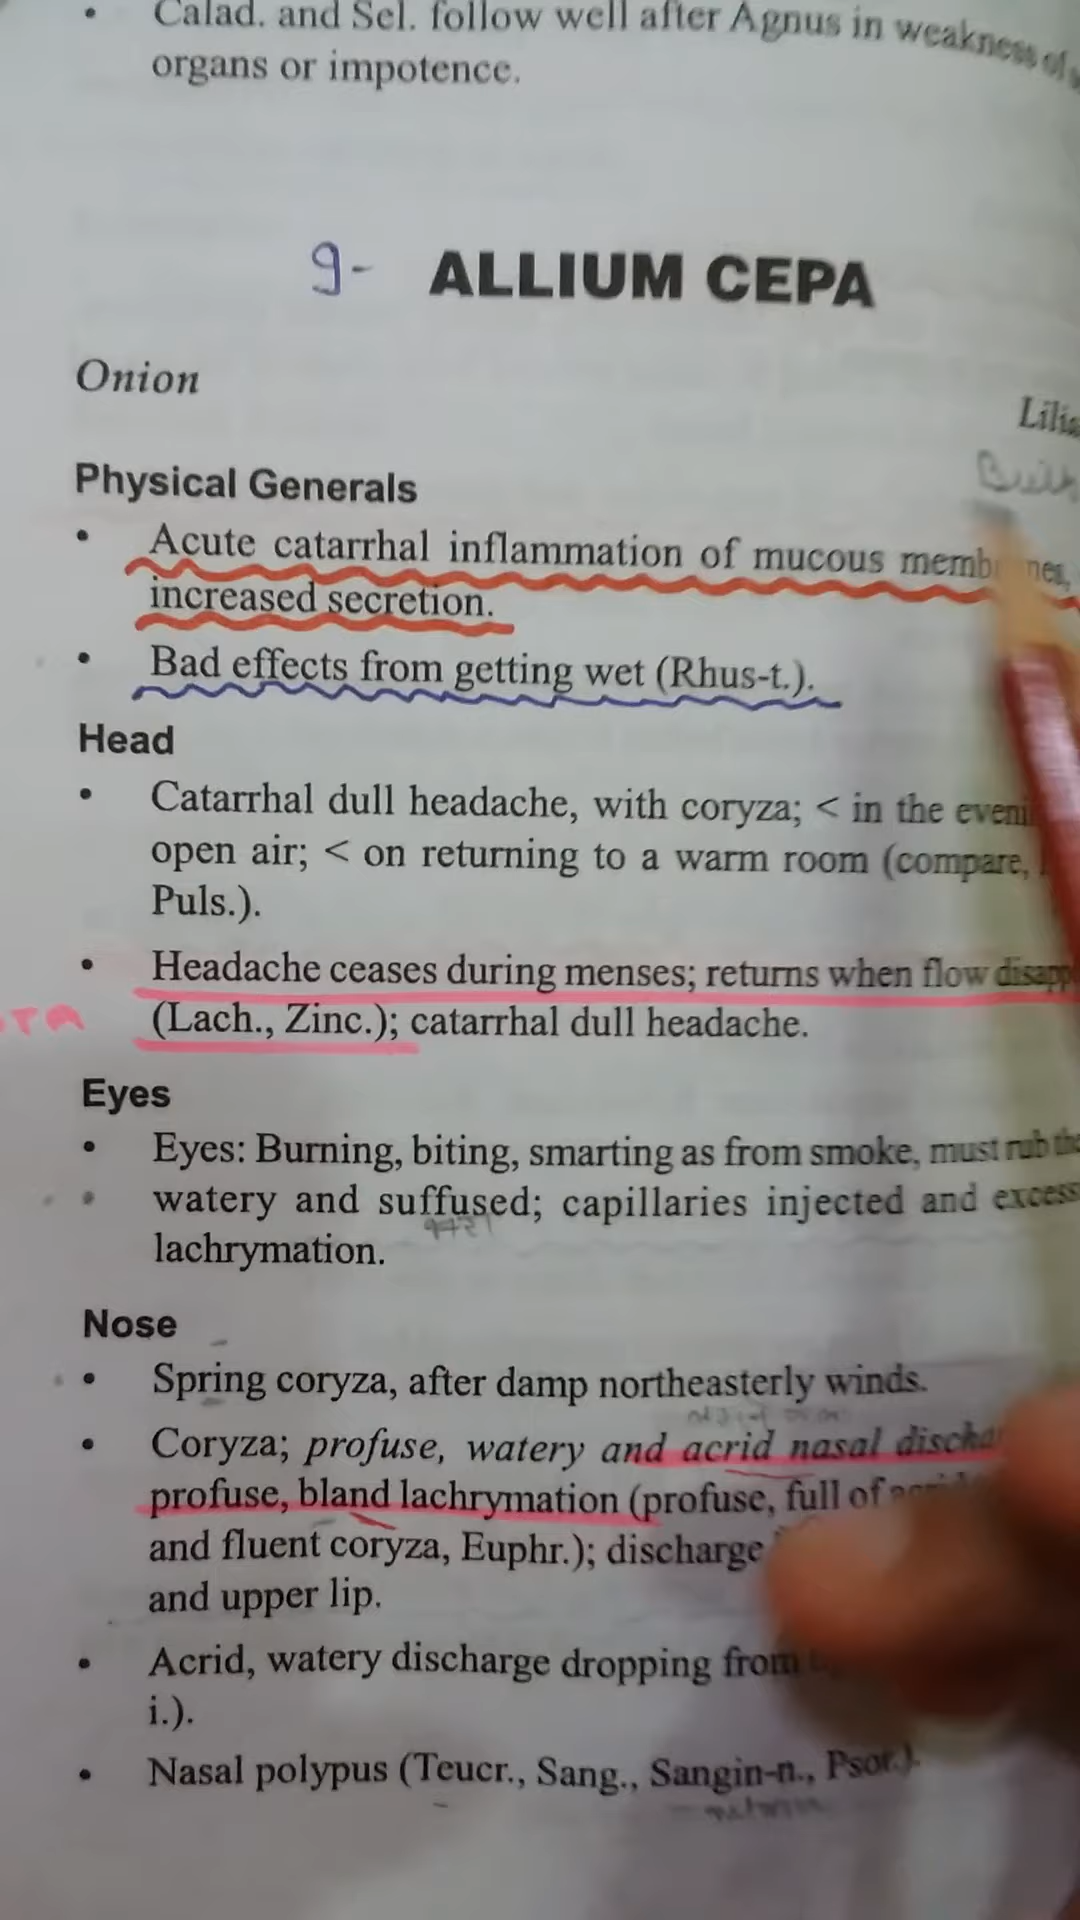 • Calad. and Sel. follow well after Agnus in weakness of
organs or impotence.
9- ALLIUM CEPA
Onion
Physical Generals
• Acute catarrhal inflammation of mucous
increased secretion.
• Bad effects from getting wet (Rhus-t.).
Head
• Catarrhal dull headache, with coryza; < in the
open air; < on returning to a warm room (compare,
Puls.).
• Headache ceases during menses; returns when flow
(Lach., Zinc.); catarrhal dull headache.
Eyes
• Eyes: Burning, biting, smarting as from smoke, must rub
• watery and suffused; capillaries injected and
lachrymation.
Nose
• Spring coryza, after damp northeasterly winds.
• Coryza; profuse, watery and acrid nasal
profuse, bland lachrymation (profuse, full of
and fluent coryza, Euphr.); discharge
and upper lip.
• Acrid, watery discharge dropping from
i.).
• Nasal polypus (Teucr., Sang., Sangin-n., Psor.).